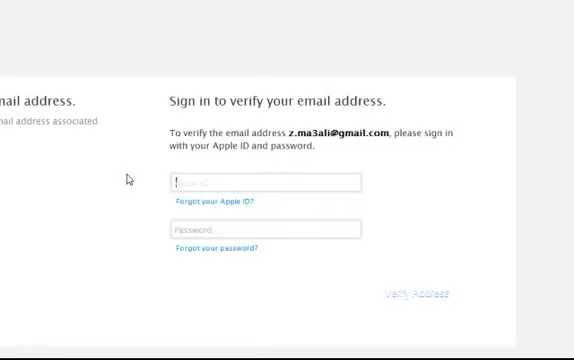 mail address.
mail address associated
Sign in to verify your email address.
To verify the email address z.ma3ali@gmail.com, please sign in
with your Apple ID and password.
Apple ID
Forgot your Apple ID?
Password
Forgot your password?
Verify Address